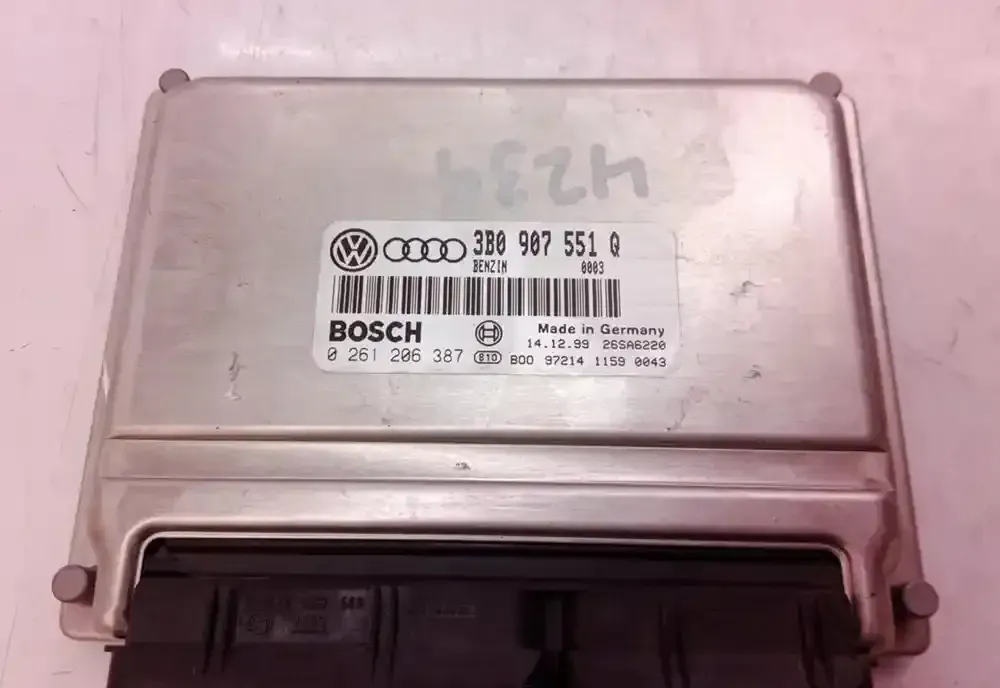 4234
3B0 907 551 Q
BENZIN 0003
BOSCH Made in Germany
14.12.99 26SA6220
0 261 206 387 810 B00 97214 1159 0043